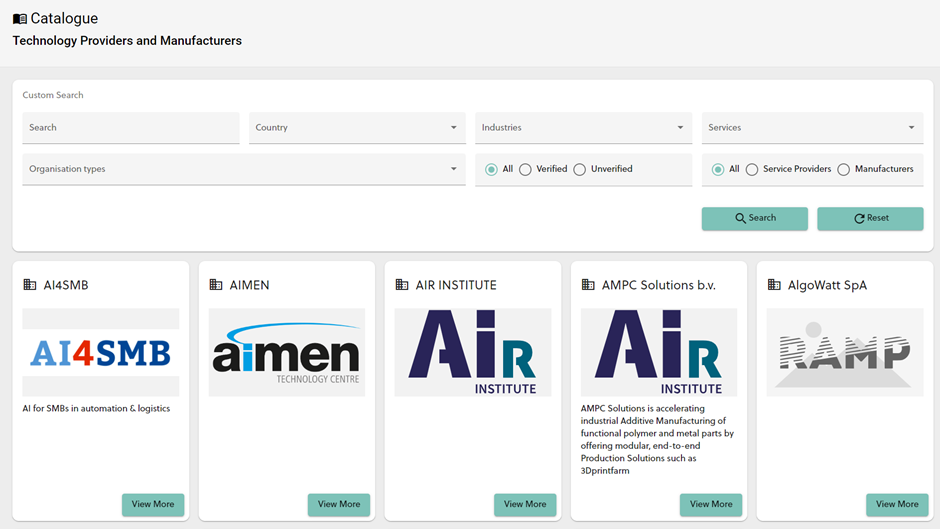 Catalogue
Technology Providers and Manufacturers
Custom Search
Search
Country
Industries
Services
Organisation types
All Verified Unverified
All Service Providers Manufacturers
Search
Reset
AI4SMB
AIMEN
AIR INSTITUTE
AMPC Solutions b.v.
AlgoWatt SpA
AI4SMB
aimen
TECHNOLOGY CENTRE
AIR
INSTITUTE
AIR
INSTITUTE
RAMP
AI for SMBs in automation & logistics
AMPC Solutions is accelerating
industrial Additive Manufacturing of
functional polymer and metal parts by
offering modular, end-to-end
Production Solutions such as
3Dprintfarm
View More
View More
View More
View More
View More